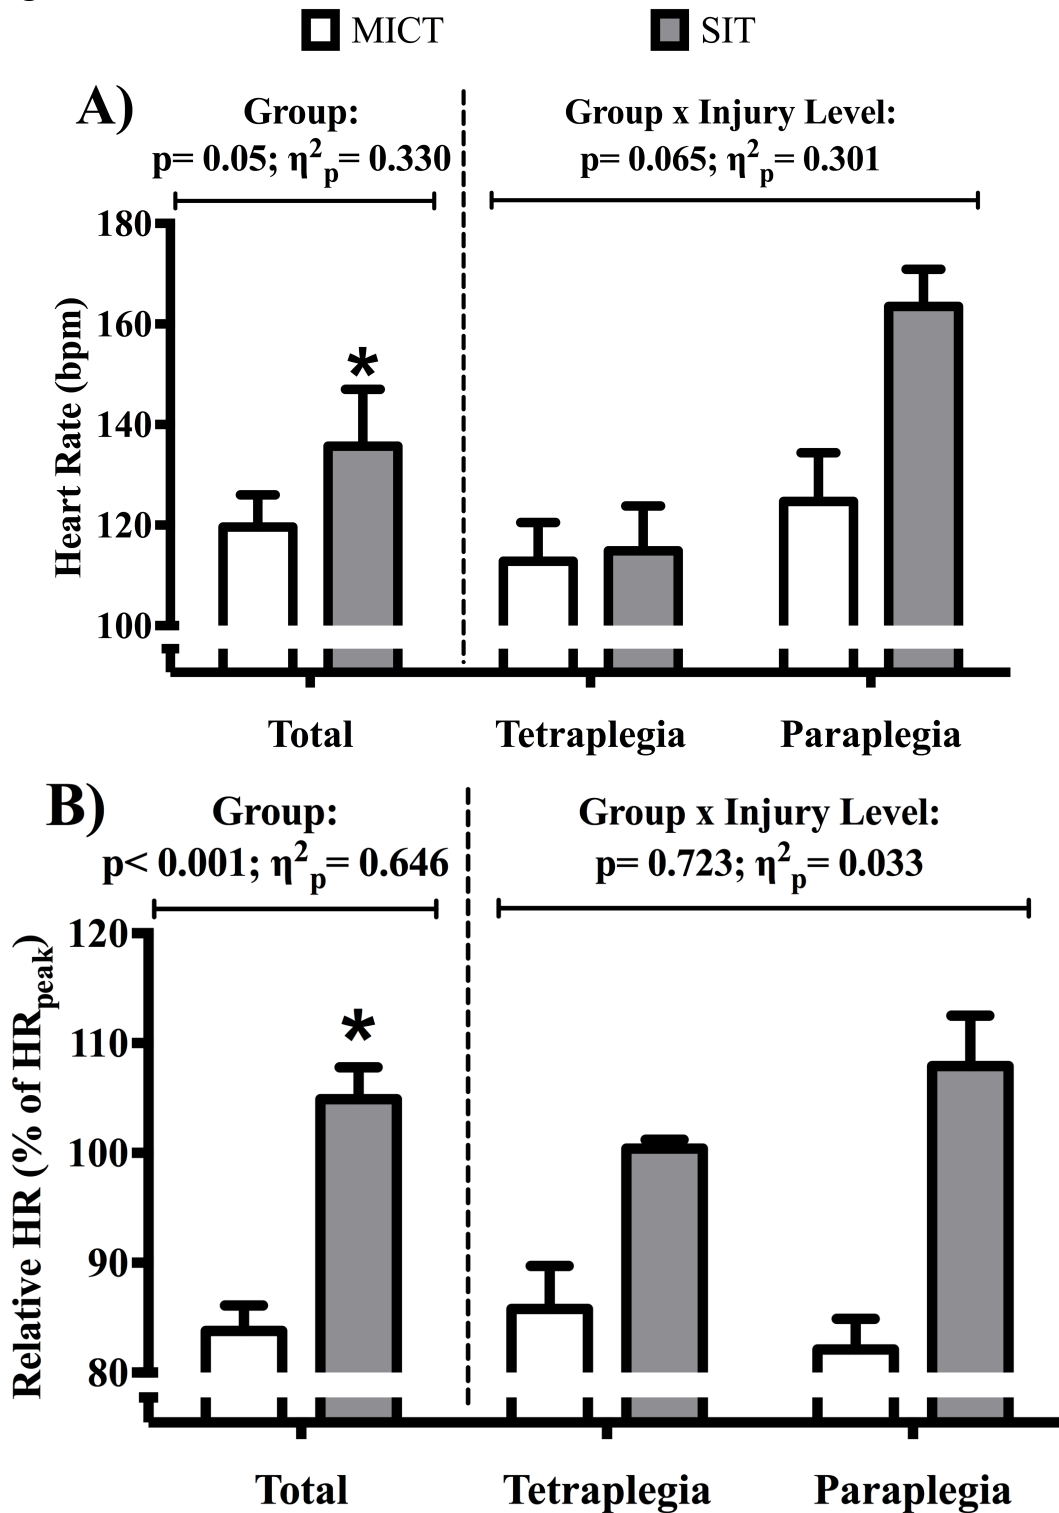 MICT SIT
A)
Group: Group x Injury Level:
p= 0.05; η²ₚ= 0.330 p= 0.065; η²ₚ= 0.301
180
160
140
120
100
Heart Rate (bpm)
*
Total Tetraplegia Paraplegia
B)
Group: Group x Injury Level:
p< 0.001; η²ₚ= 0.646 p= 0.723; η²ₚ= 0.033
120
110
100
90
80
Relative HR (% of HRpeak)
*
Total Tetraplegia Paraplegia